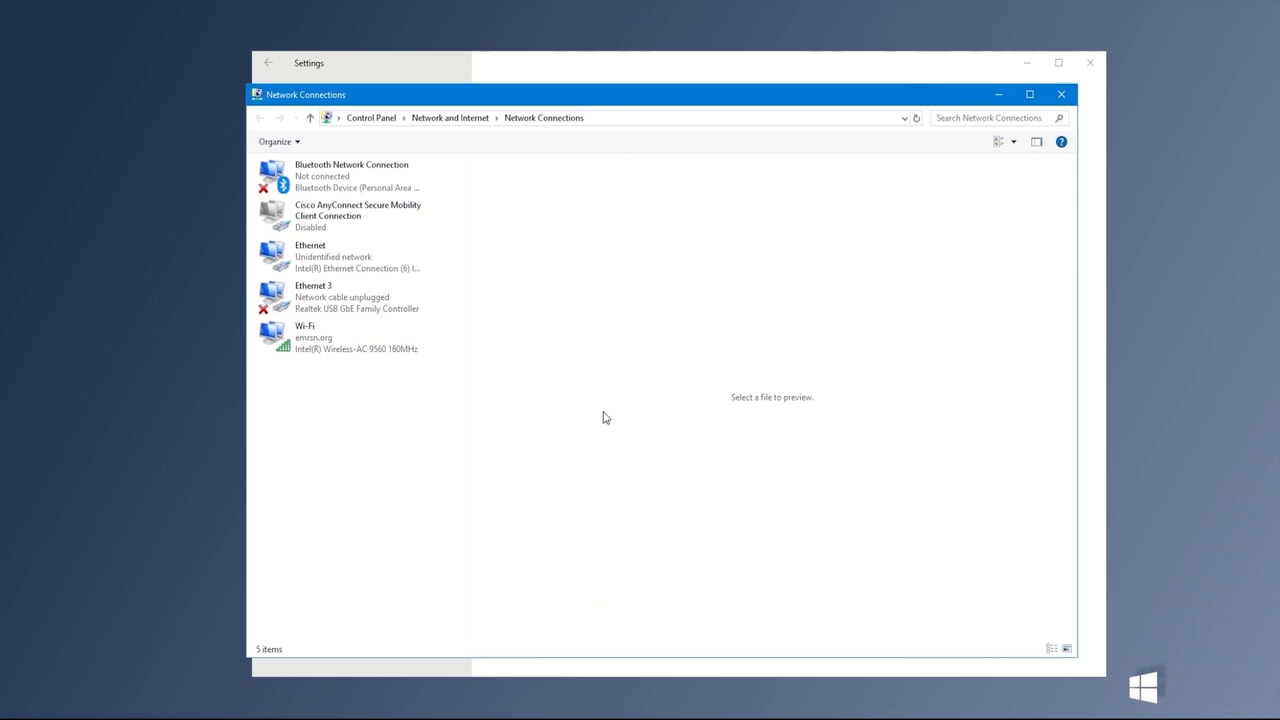 Settings
Network Connections
Control Panel
Network and Internet
Network Connections
Search Network Connections
Organize
Bluetooth Network Connection
Not connected
Bluetooth Device (Personal Area ...
Cisco AnyConnect Secure Mobility
Client Connection
Disabled
Ethernet
Unidentified network
Intel(R) Ethernet Connection (6) I...
Ethernet 3
Network cable unplugged
Realtek USB GbE Family Controller
Wi-Fi
emrsn.org
Intel(R) Wireless-AC 9560 160MHz
Select a file to preview.
5 items